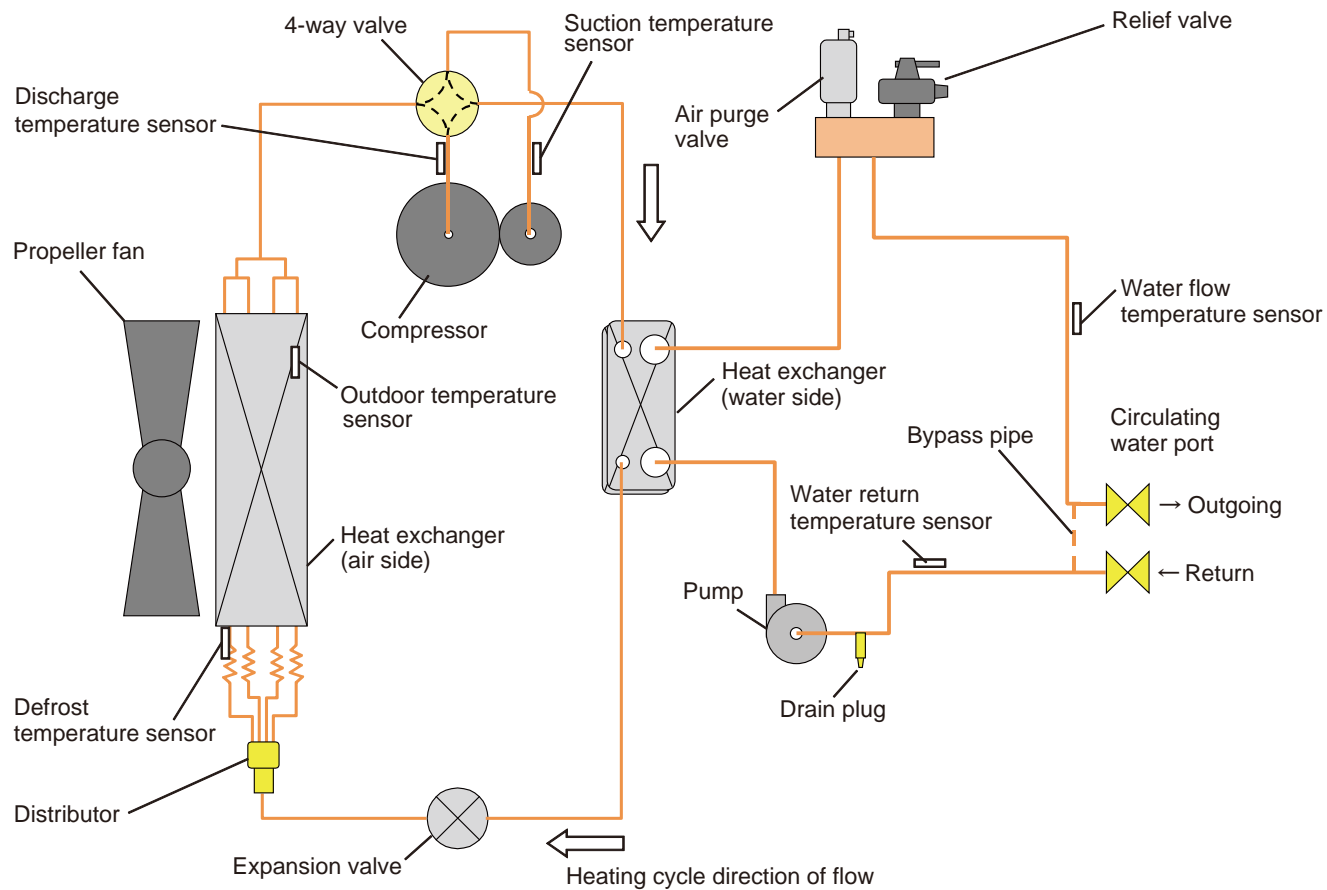 4-way valve
Suction temperature
sensor
Relief valve
Discharge
temperature sensor
Air purge
valve
Propeller fan
Compressor
Water flow
temperature sensor
Outdoor temperature
sensor
Heat exchanger
(water side)
Bypass pipe
Circulating
water port
Water return
temperature sensor
→ Outgoing
Heat exchanger
(air side)
← Return
Pump
Defrost
temperature sensor
Drain plug
Distributor
Expansion valve
Heating cycle direction of flow